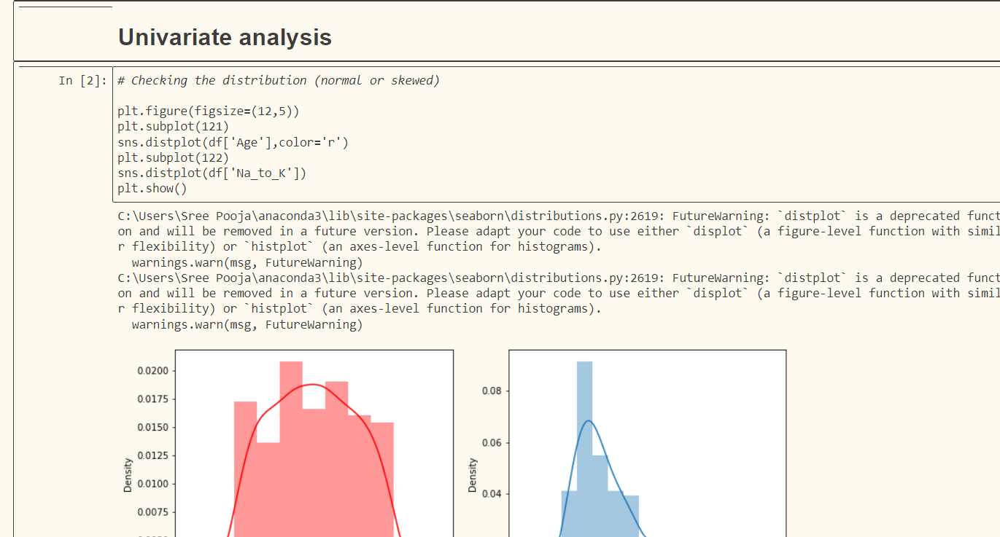 Univariate analysis
In [2]:
# Checking the distribution (normal or skewed)
plt.figure(figsize=(12,5))
plt.subplot(121)
sns.distplot(df['Age'],color='r')
plt.subplot(122)
sns.distplot(df['Na_to_K'])
plt.show()
C:\Users\Sree Pooja\anaconda3\lib\site-packages\seaborn\distributions.py:2619: FutureWarning: `distplot` is a deprecated funct
on and will be removed in a future version. Please adapt your code to use either `displot` (a figure-level function with simil
r flexibility) or `histplot` (an axes-level function for histograms).
warnings.warn(msg, FutureWarning)
C:\Users\Sree Pooja\anaconda3\lib\site-packages\seaborn\distributions.py:2619: FutureWarning: `distplot` is a deprecated funct
on and will be removed in a future version. Please adapt your code to use either `displot` (a figure-level function with simil
r flexibility) or `histplot` (an axes-level function for histograms).
warnings.warn(msg, FutureWarning)
0.0200
0.0175
0.0150
0.0125
0.0100
0.0075
Density
0.08
0.06
0.04
Density